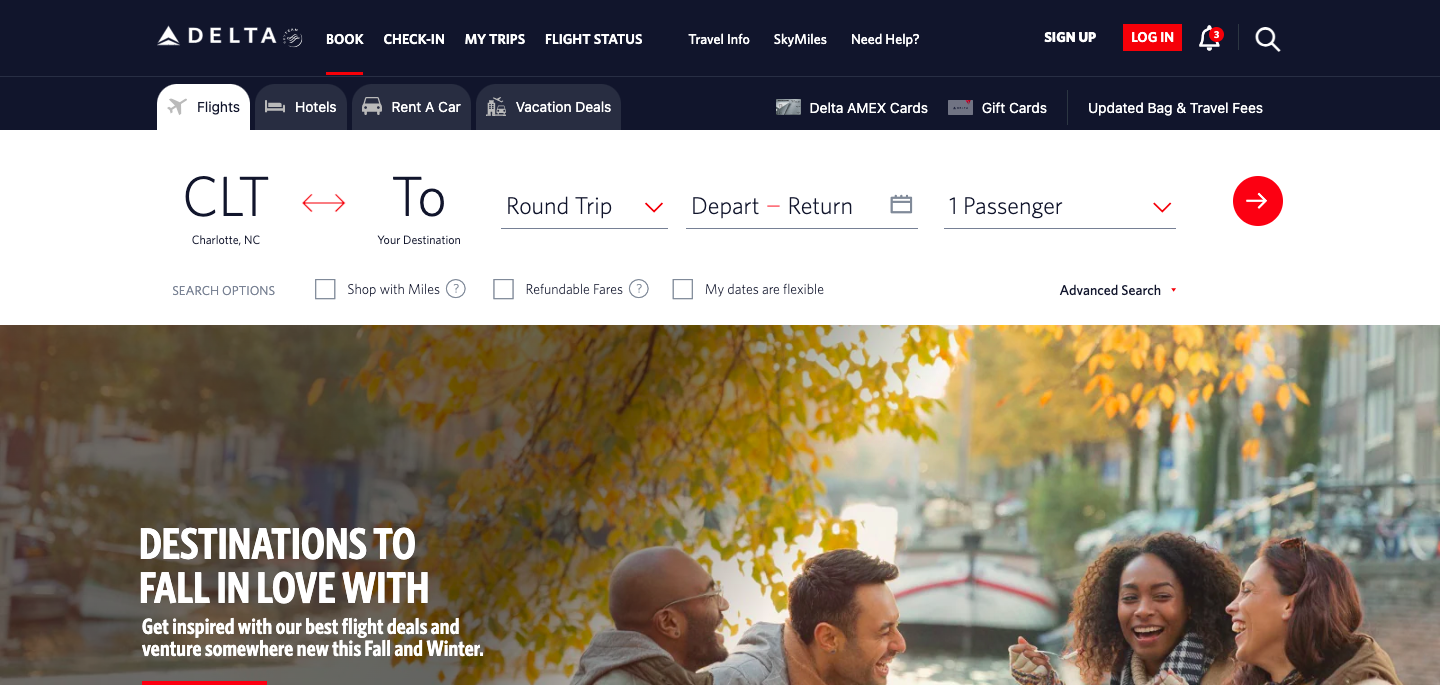 DELTA
BOOK CHECK-IN MY TRIPS FLIGHT STATUS Travel Info SkyMiles Need Help? SIGN UP LOG IN 3
Flights Hotels Rent A Car Vacation Deals Delta AMEX Cards Gift Cards Updated Bag & Travel Fees
CLT To Round Trip Depart – Return 1 Passenger
Charlotte, NC Your Destination
SEARCH OPTIONS Shop with Miles ? Refundable Fares ? My dates are flexible Advanced Search
DESTINATIONS TO
FALL IN LOVE WITH
Get inspired with our best flight deals and
venture somewhere new this Fall and Winter.